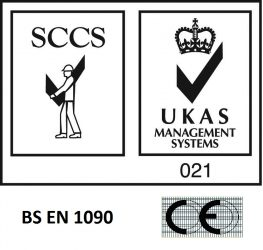 SCCS
UKAS
MANAGEMENT
SYSTEMS
021
BS EN 1090
CE